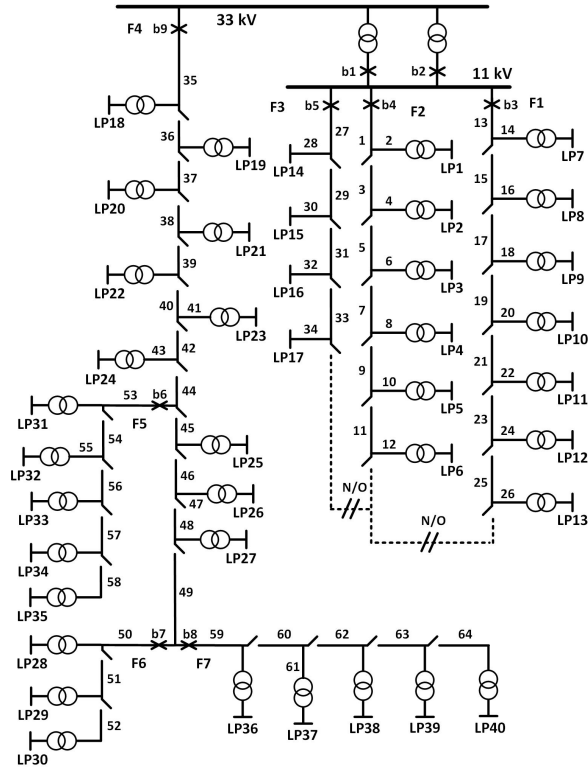 33 kV
F4 b9
b1 b2
11 kV
35
F3 b5 b4 F2 b3 F1
LP18
27 13 14
36 28 1 2 LP7
LP19 LP14 LP1
37 29 3 15 16
LP20 30 4 LP8
38 LP15 LP2
LP21 31 5 17
39 32 6 18 LP9
LP22 LP16 LP3
40 41 33 7 19
34 8 20 LP10
LP23 LP17 LP4
43 42
LP24 9 21 22
53 b6 44 10 LP11
LP31 F5 LP5
54 45 11 23 24
55 12 LP12
LP32 LP25 LP6
56 46 25
LP33 47 LP26 N/O 26
57 48 N/O LP13
LP34 LP27
58
LP35 49
50 b7 b8 59 60 62 63 64
LP28 F6 F7
51 61
LP29
52 LP36 LP37 LP38 LP39 LP40
LP30